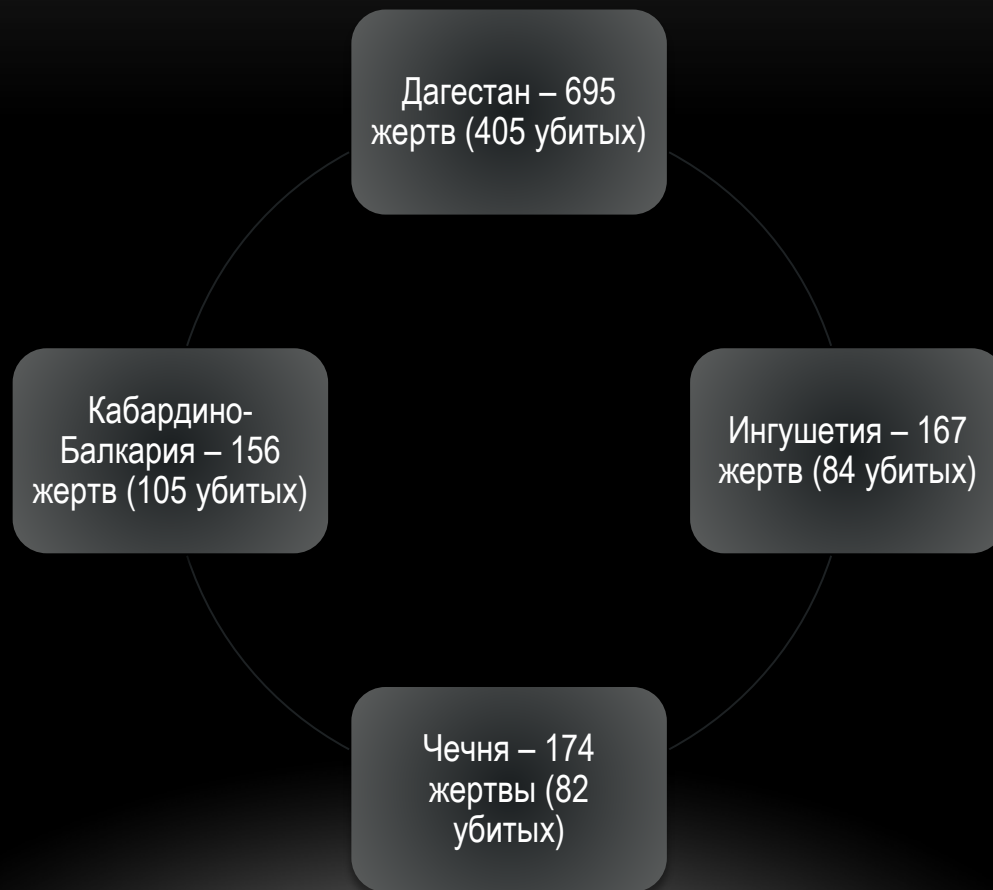 Дагестан – 695
жертв (405 убитых)
Кабардино-
Балкария – 156
жертв (105 убитых)
Ингушетия – 167
жертв (84 убитых)
Чечня – 174
жертвы (82
убитых)